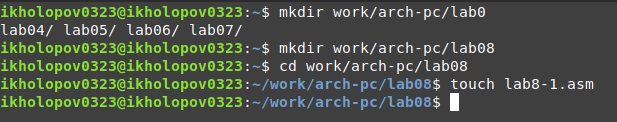 ikholopov0323@ikholopov0323:~$ mkdir work/arch-pc/lab0
lab04/ lab05/ lab06/ lab07/
ikholopov0323@ikholopov0323:~$ mkdir work/arch-pc/lab08
ikholopov0323@ikholopov0323:~$ cd work/arch-pc/lab08
ikholopov0323@ikholopov0323:~/work/arch-pc/lab08$ touch lab8-1.asm
ikholopov0323@ikholopov0323:~/work/arch-pc/lab08$